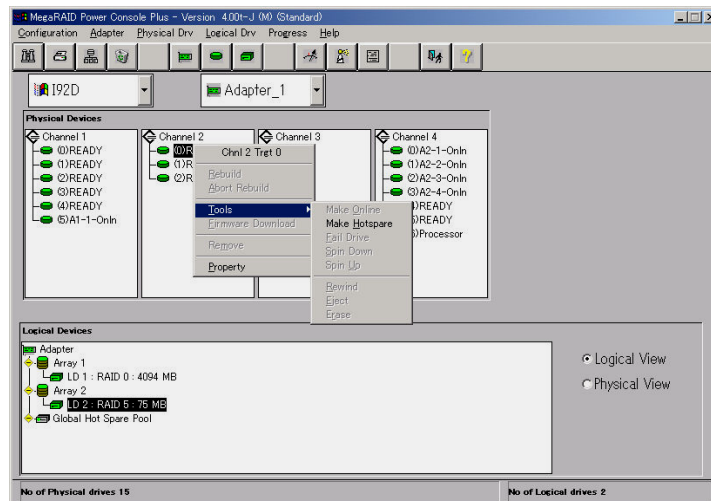 MegaRAID Power Console Plus - Version 4.00t-J (M) (Standard)
Configuration Adapter Physical Drv Logical Drv Progress Help
I92D Adapter_1
Physical Devices
Channel 1
(0)READY
(1)READY
(2)READY
(3)READY
(4)READY
(5)A1-1-Onln
Channel 2
(0)R
(1)R
(2)R
Channel 3
Channel 4
(0)A2-1-Onln
(1)A2-2-Onln
(2)A2-3-Onln
(3)A2-4-Onln
)READY
)READY
)Processor
Chnl 2 Trgt 0
Rebuild
Abort Rebuild
Tools
Firmware Download
Remove
Property
Make Online
Make Hotspare
Fail Drive
Spin Down
Spin Up
Rewind
Eject
Erase
Logical Devices
Adapter
Array 1
LD 1 : RAID 0 : 4094 MB
Array 2
LD 2 : RAID 5 : 75 MB
Global Hot Spare Pool
Logical View
Physical View
No of Physical drives 15
No of Logical drives 2